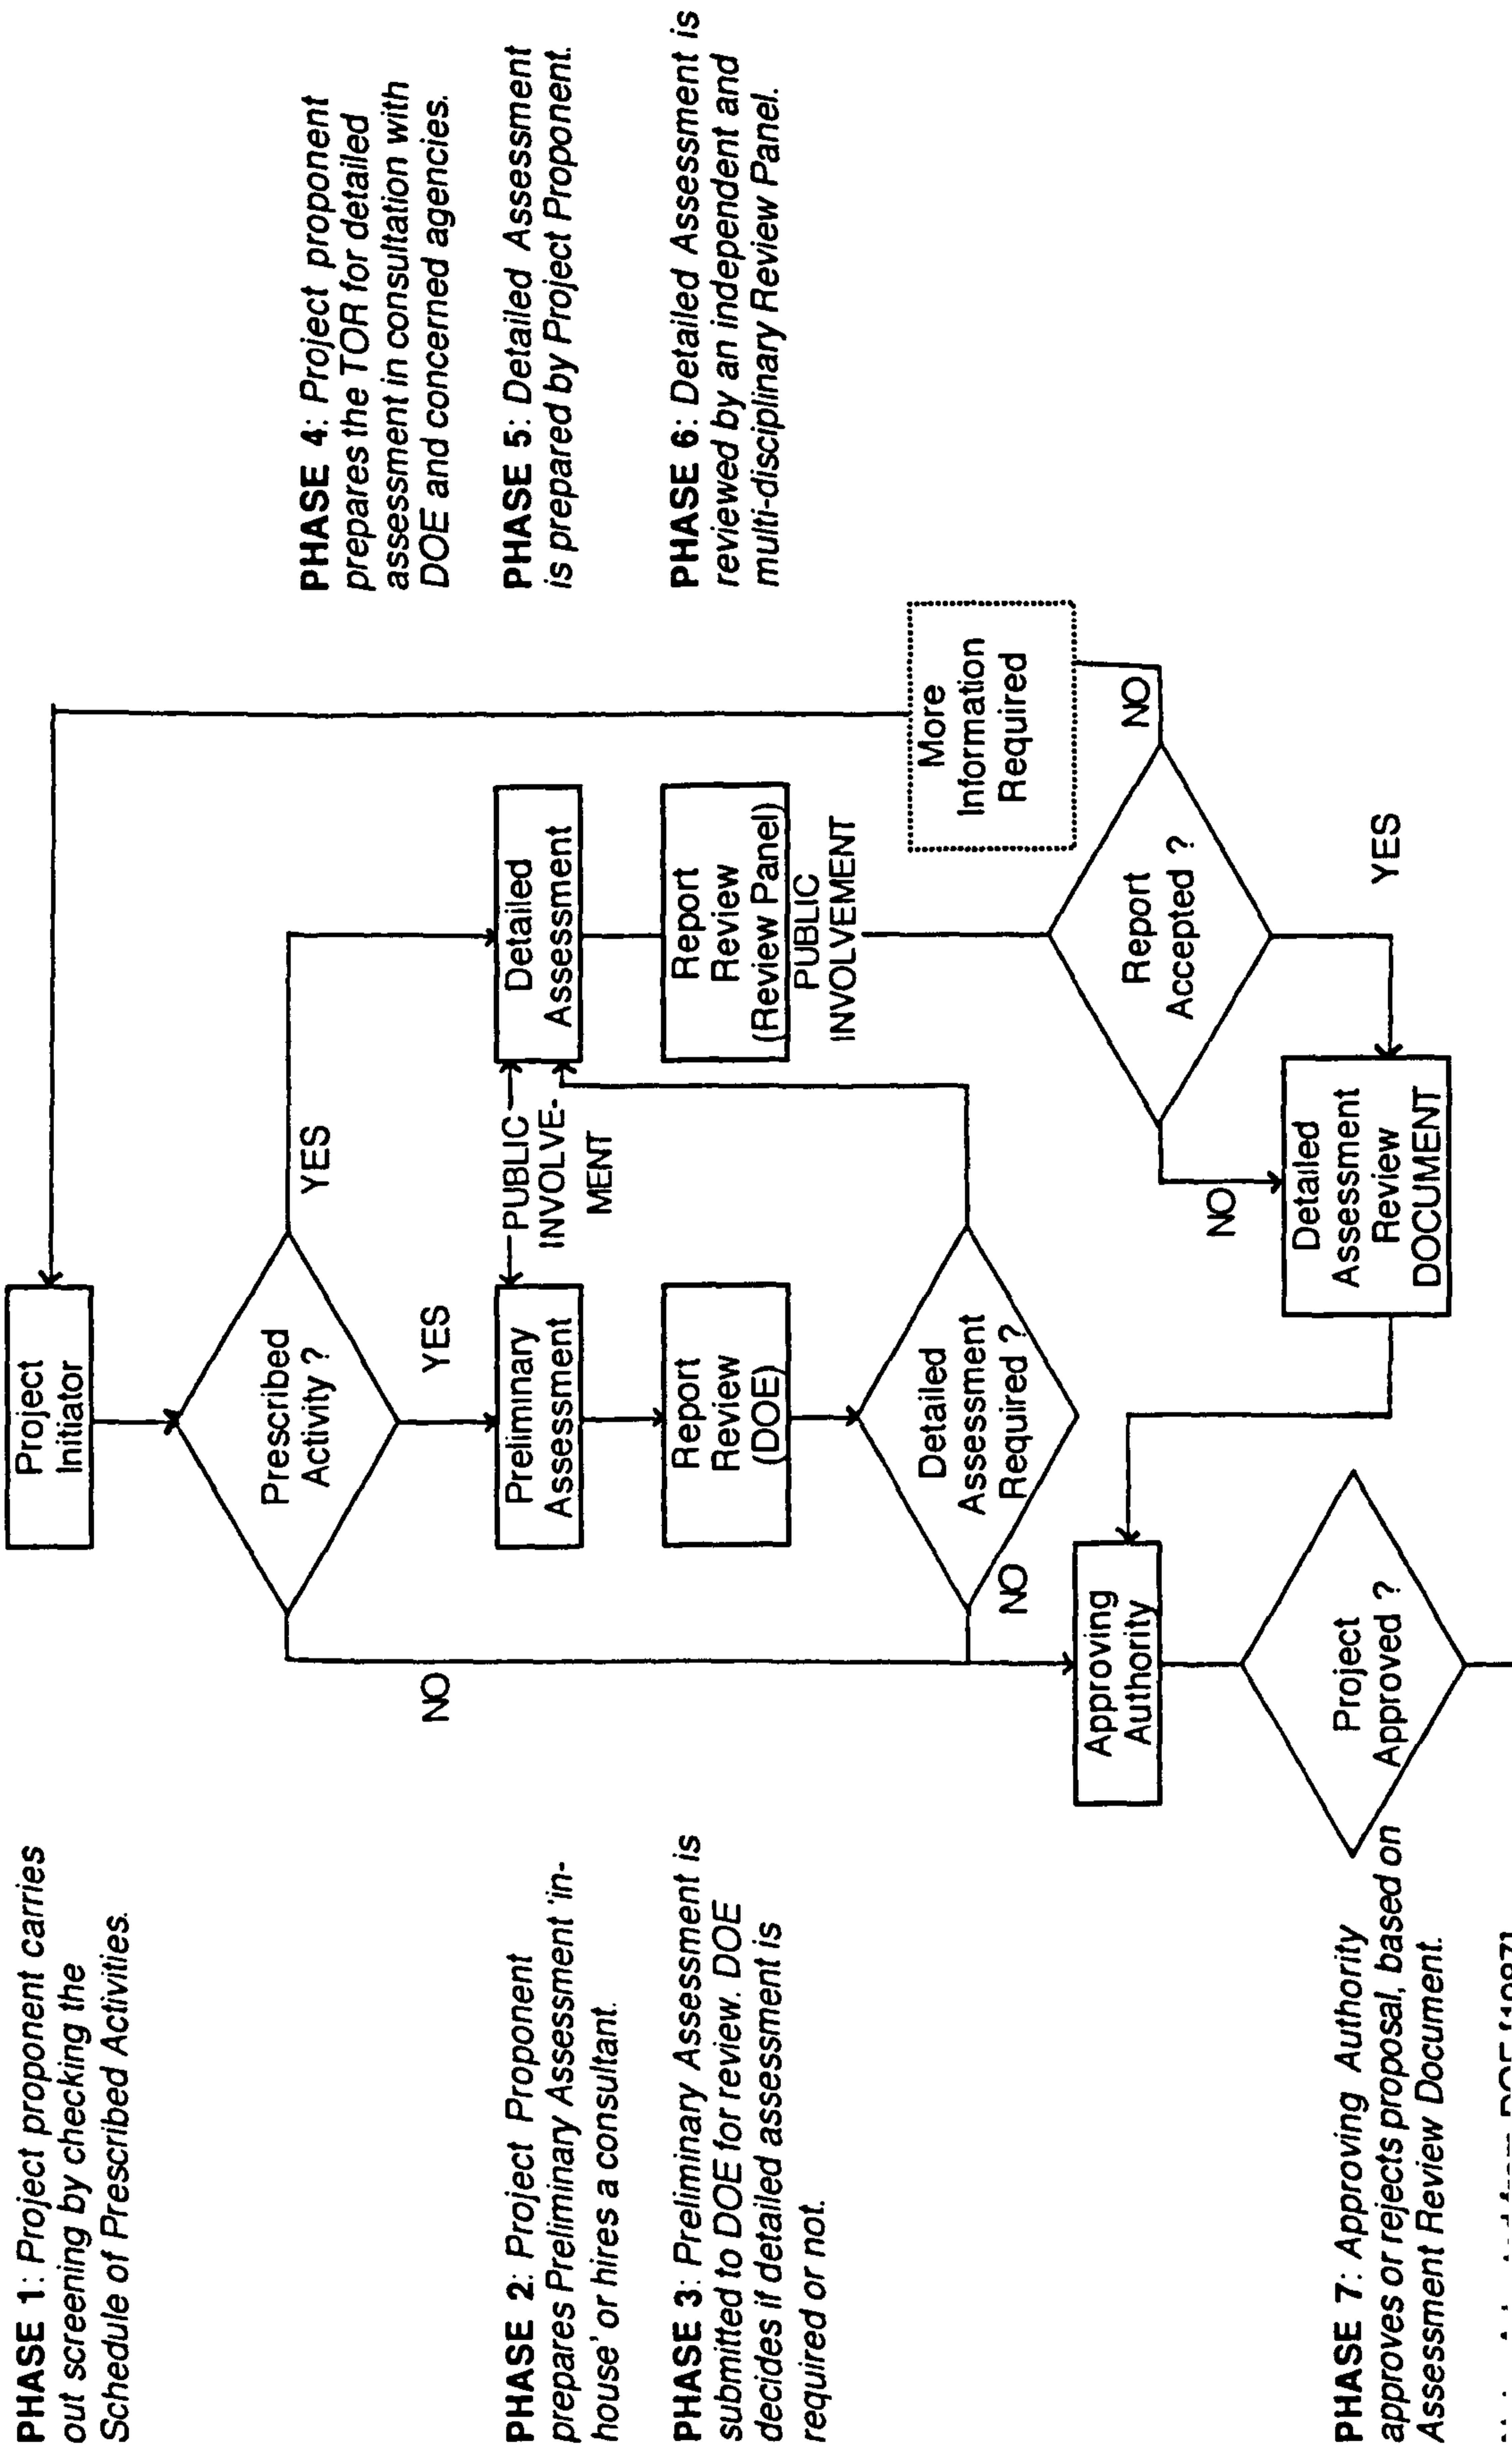 PHASE 1: Project proponent carries
out screening by checking the
Schedule of Prescribed Activities.
PHASE 2: Project Proponent
prepares Preliminary Assessment 'in-
house' or hires a consultant.
PHASE 3: Preliminary Assessment is
submitted to DOE for review. DOE
decides if detailed assessment is
required or not.
PHASE 7: Approving Authority
approves or rejects proposal, based on
Assessment Review Document.
Project
Initiator
Prescribed
Activity ?
YES
YES
NO
Preliminary
Assessment
PUBLIC
INVOLVE-
MENT
Detailed
Assessment
Report
Review
(DOE)
Report
Review
(Review Panel)
PUBLIC
INVOLVEMENT
Detailed
Assessment
Required ?
NO
More
Information
Required
Report
Accepted ?
NO
NO
YES
Detailed
Assessment
Review
DOCUMENT
Approving
Authority
Project
Approved ?
PHASE 4: Project proponent
prepares the TOR for detailed
assessment in consultation with
DOE and concerned agencies.
PHASE 5: Detailed Assessment
is prepared by Project Proponent.
PHASE 6: Detailed Assessment is
reviewed by an independent and
multi-disciplinary Review Panel.
from DOE [1987]